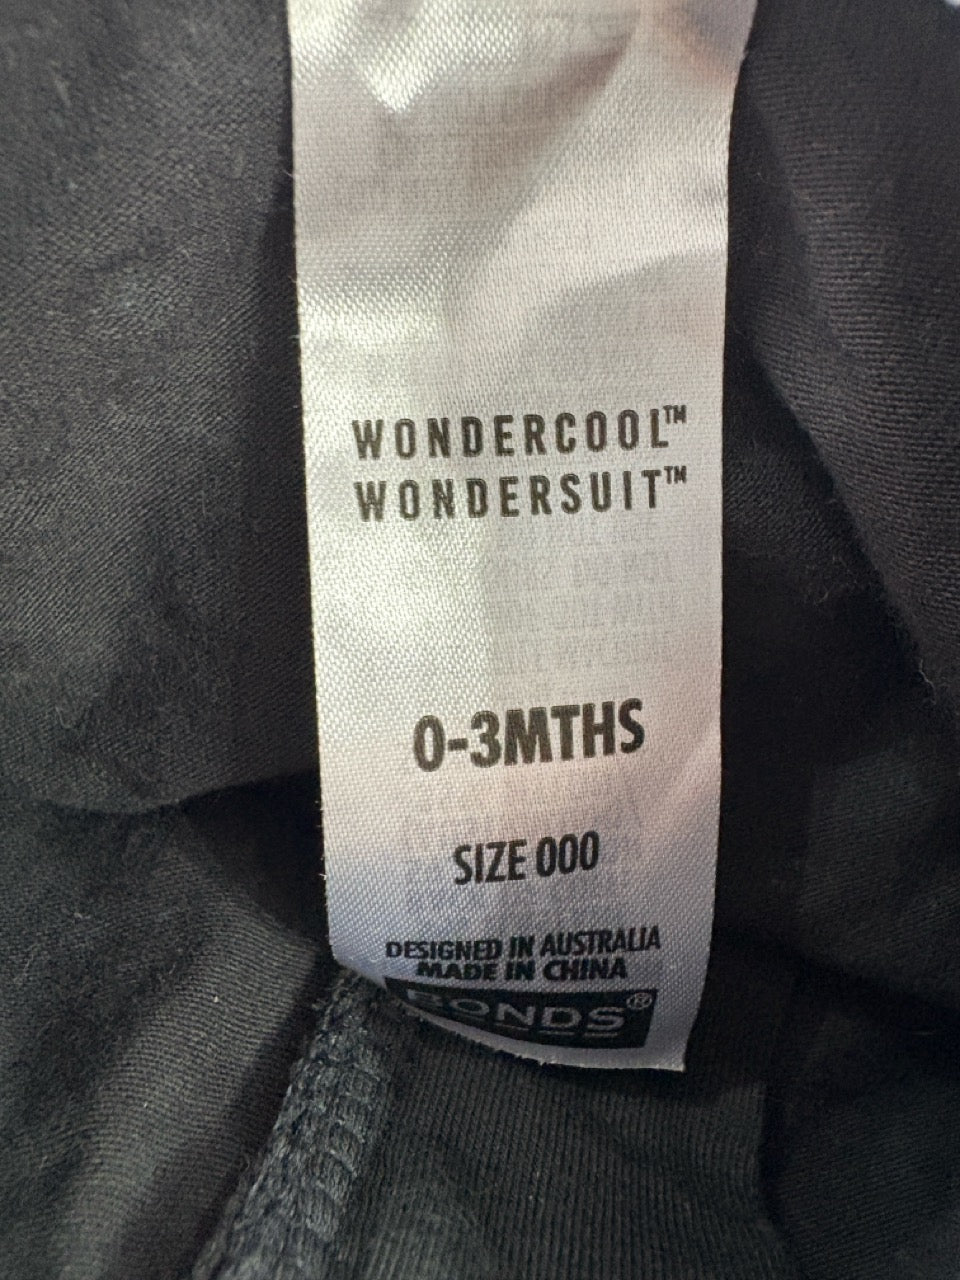 WONDERCOOL™
WONDERSUIT™
0-3MTHS
SIZE 000
DESIGNED IN AUSTRALIA
MADE IN CHINA
BONDS®